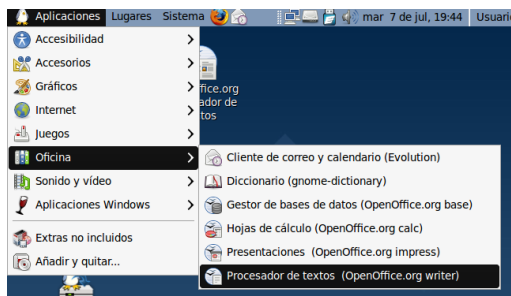 Aplicaciones Lugares Sistema mar 7 de jul, 19:44 Usuari
Accesibilidad
Accesorios
Gráficos
Internet
Juegos
Oficina
Sonido y vídeo
Aplicaciones Windows
Extras no incluidos
Añadir y quitar...
ffice.org
ador de
tos
Cliente de correo y calendario (Evolution)
Diccionario (gnome-dictionary)
Gestor de bases de datos (OpenOffice.org base)
Hojas de cálculo (OpenOffice.org calc)
Presentaciones (OpenOffice.org impress)
Procesador de textos (OpenOffice.org writer)